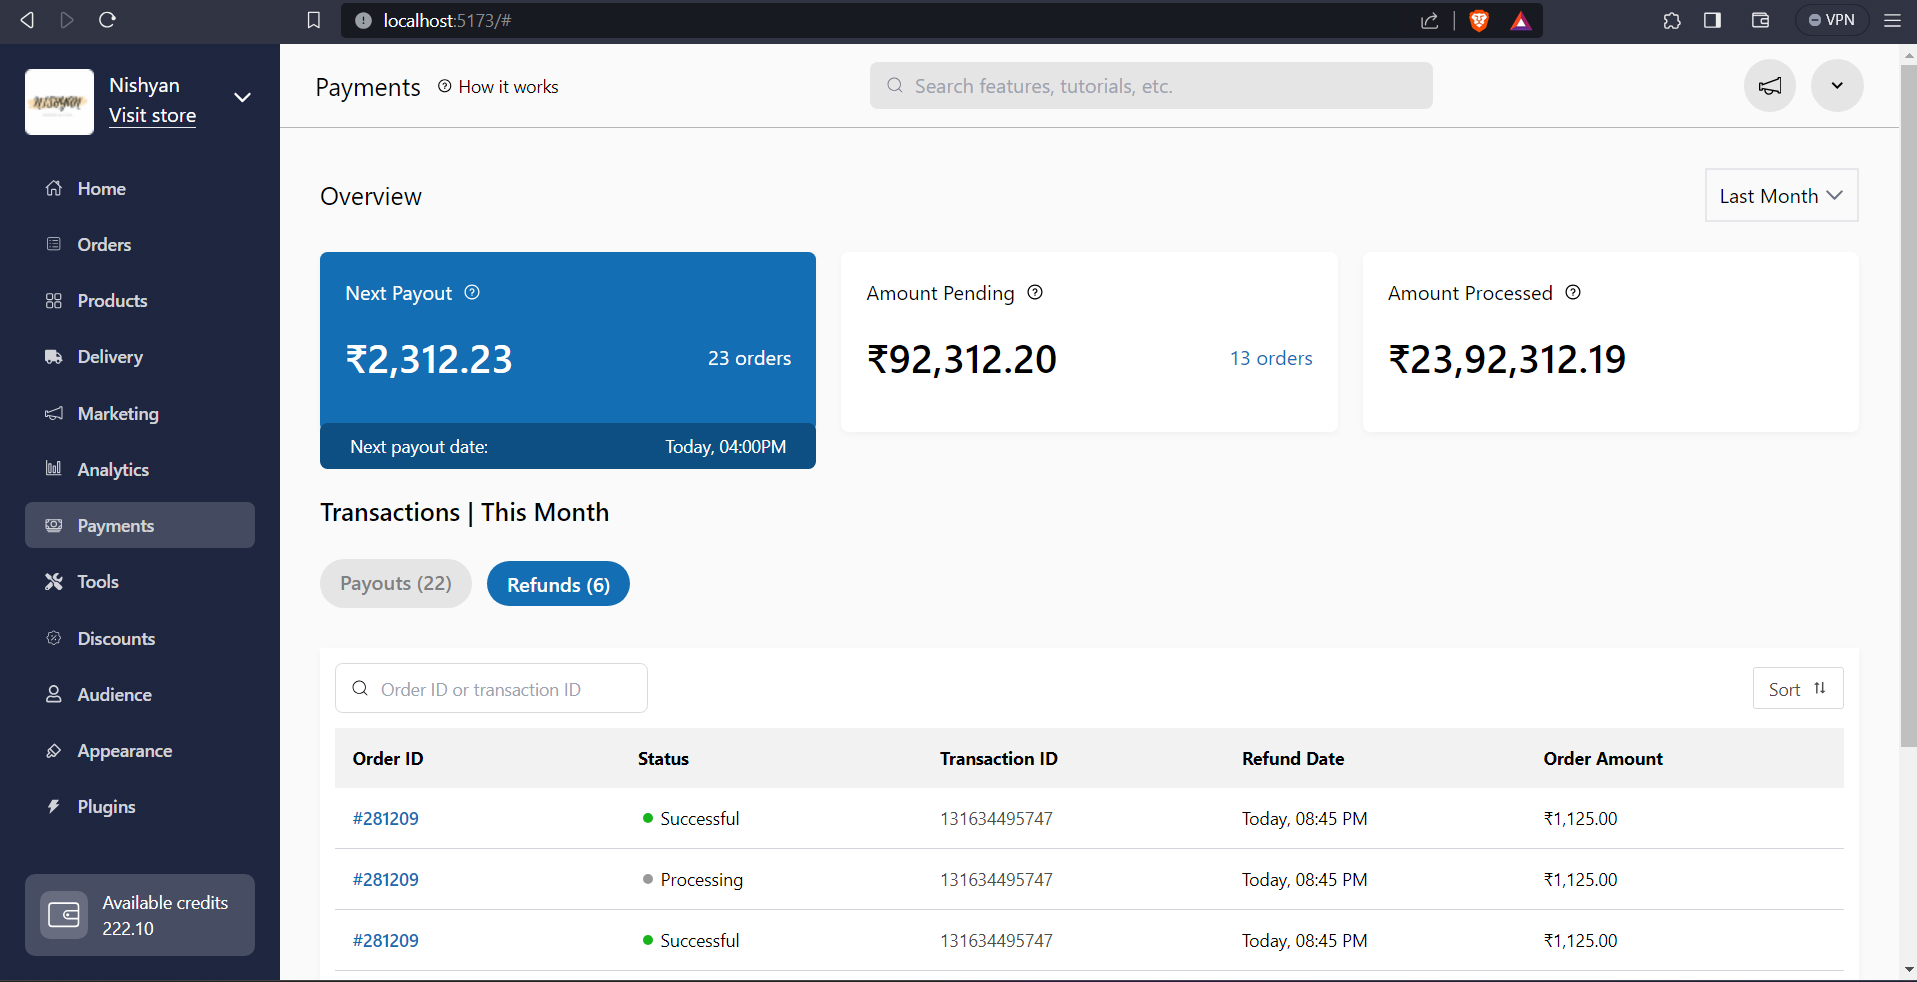 localhost:5173/#
VPN
Nishyan
Visit store
Home
Orders
Products
Delivery
Marketing
Analytics
Payments
Tools
Discounts
Audience
Appearance
Plugins
Available credits
222.10
Payments How it works
Search features, tutorials, etc.
Overview
Last Month
Next Payout
₹2,312.23 23 orders
Next payout date: Today, 04:00PM
Amount Pending
₹92,312.20 13 orders
Amount Processed
₹23,92,312.19
Transactions | This Month
Payouts (22) Refunds (6)
Order ID or transaction ID
Sort
Order ID Status Transaction ID Refund Date Order Amount
#281209 Successful 131634495747 Today, 08:45 PM ₹1,125.00
#281209 Processing 131634495747 Today, 08:45 PM ₹1,125.00
#281209 Successful 131634495747 Today, 08:45 PM ₹1,125.00